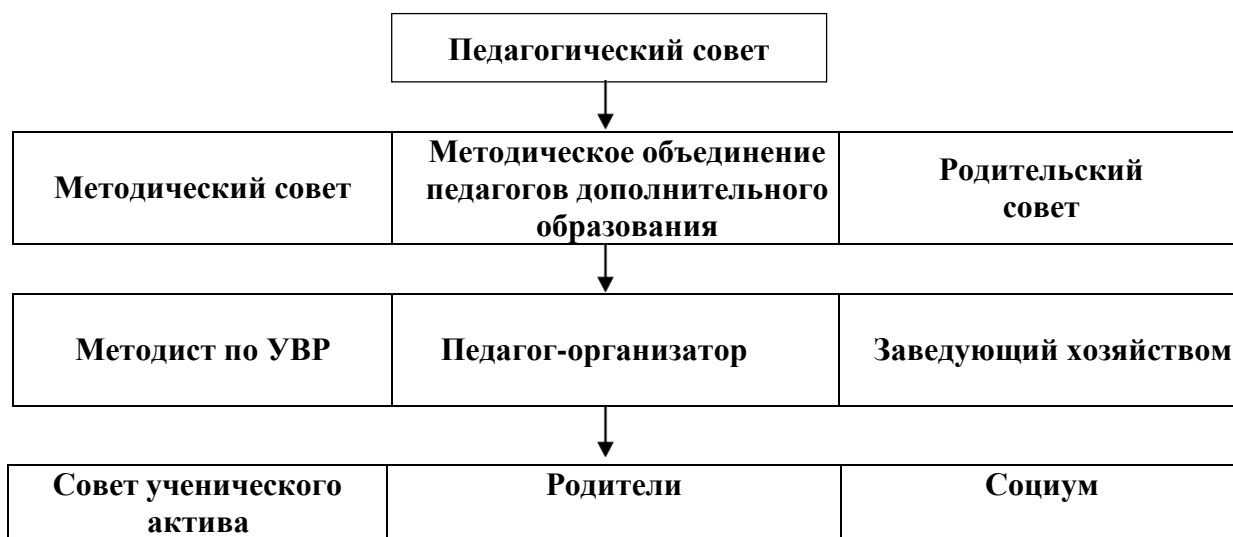 Педагогический совет
Методический совет
Методическое объединение
педагогов дополнительного
образования
Родительский
совет
Методист по УВР
Педагог-организатор
Заведующий хозяйством
Совет ученического
актива
Родители
Социум